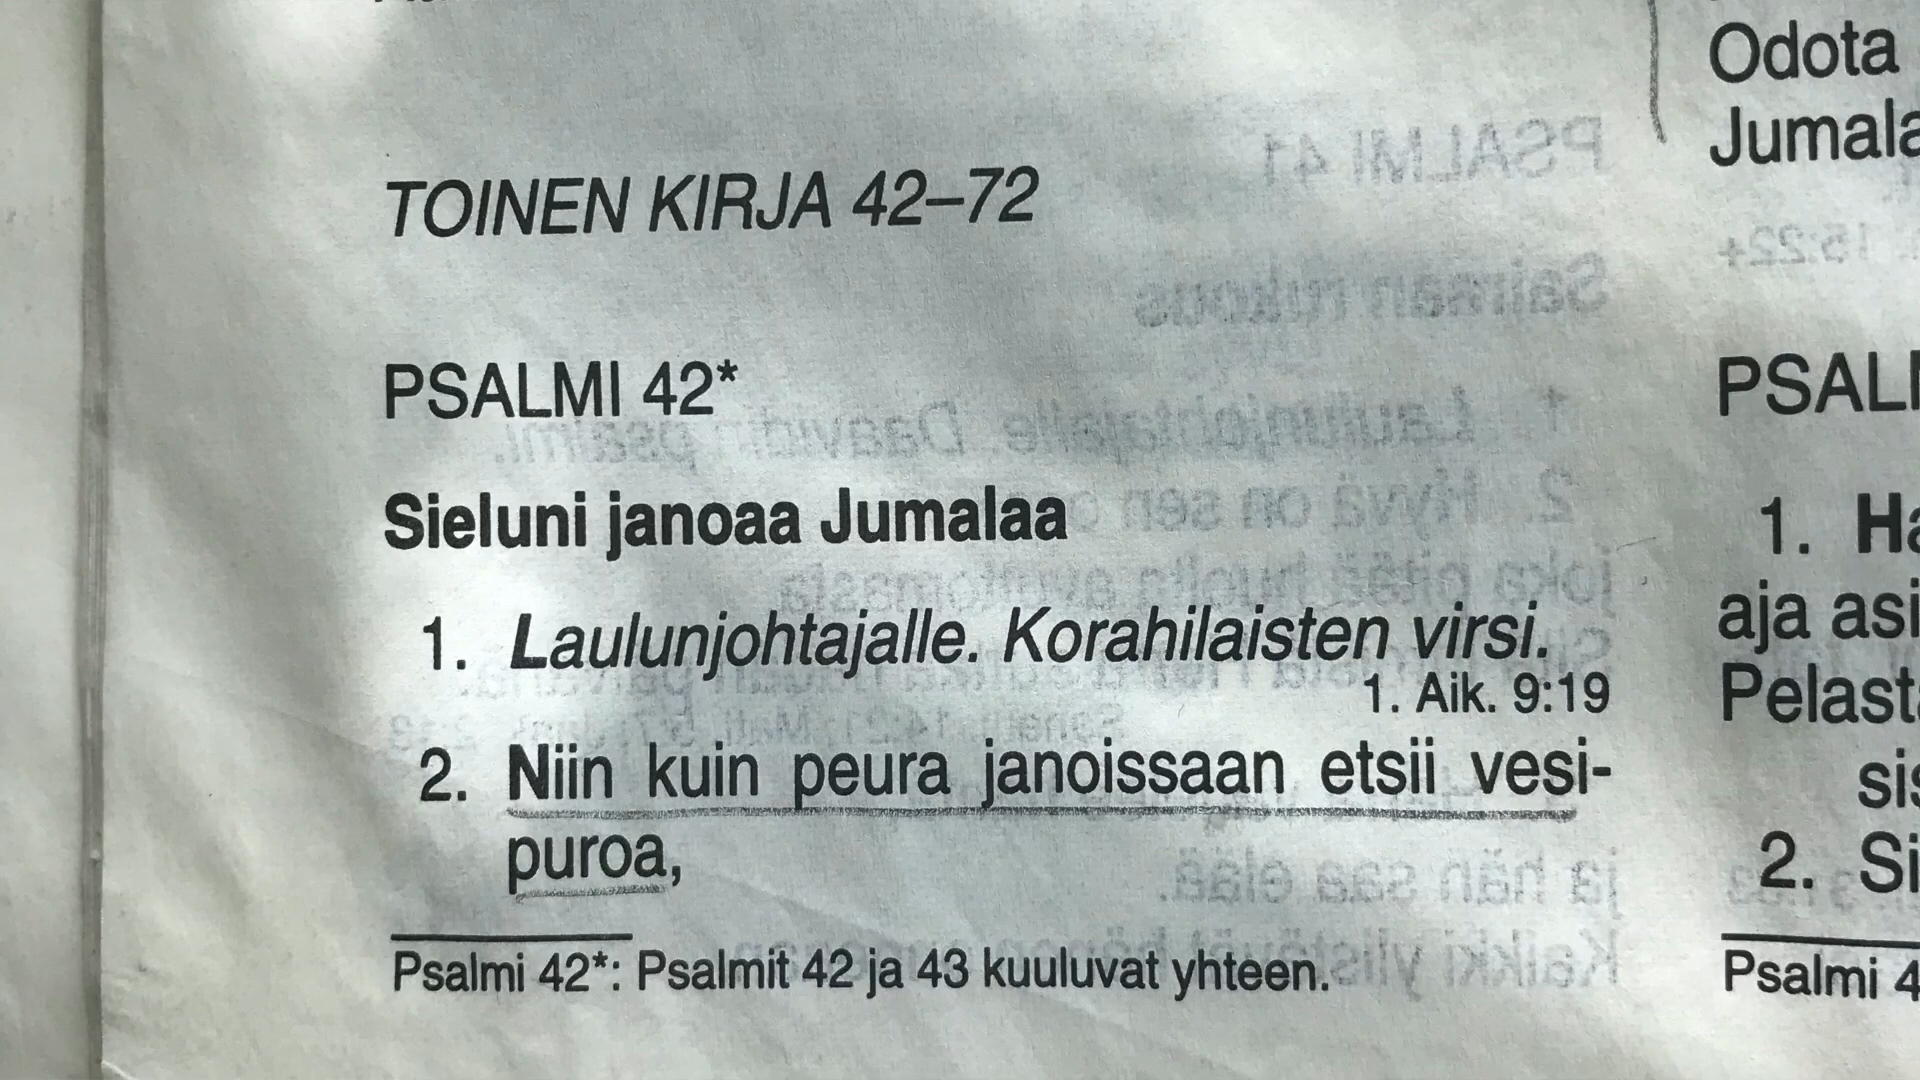 TOINEN KIRJA 42–72
PSALMI 42*
Sieluni janoaa Jumalaa
1. Laulunjohtajalle. Korahilaisten virsi.
1. Aik. 9:19
2. Niin kuin peura janoissaan etsii vesi-
puroa,
Psalmi 42*: Psalmit 42 ja 43 kuuluvat yhteen.
Odota
Jumala
PSALM
1. Ha
aja asi
Pelasta
sis
2. Si
Psalmi 4